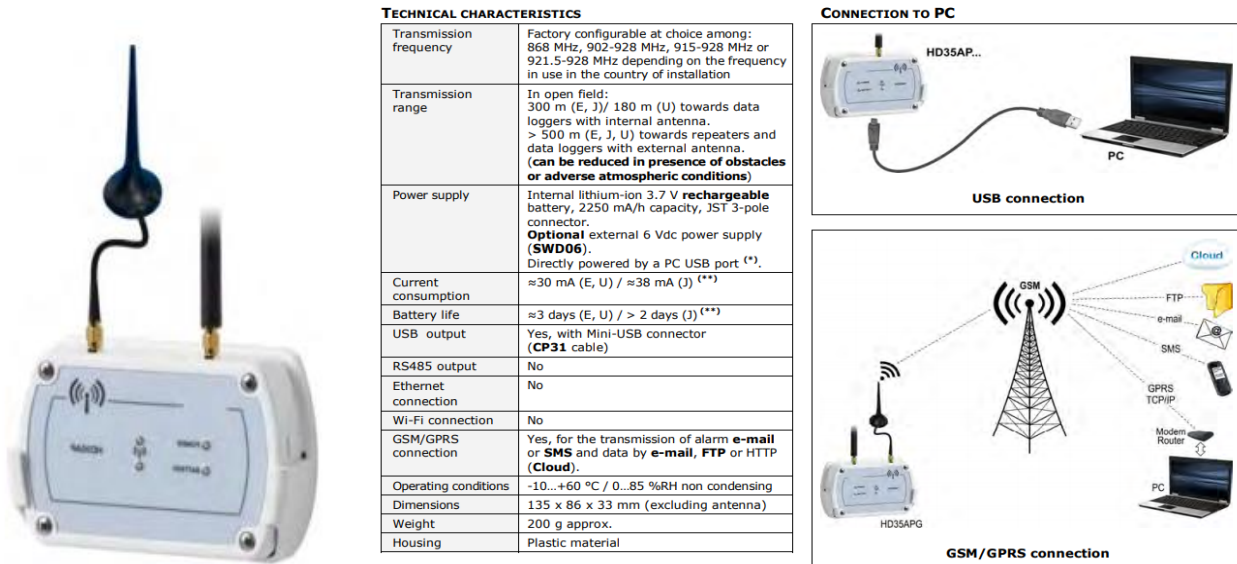 TECHNICAL CHARACTERISTICS
Transmission frequency
Factory configurable at choice among:
868 MHz, 902-928 MHz, 915-928 MHz or
921.5-928 MHz depending on the frequency
in use in the country of installation
Transmission range
In open field:
300 m (E, J)/ 180 m (U) towards data
loggers with internal antenna.
> 500 m (E, J, U) towards repeaters and
data loggers with external antenna.
(can be reduced in presence of obstacles
or adverse atmospheric conditions)
Power supply
Internal lithium-ion 3.7 V rechargeable
battery, 2250 mA/h capacity, JST 3-pole
connector.
Optional external 6 Vdc power supply
(SWD06).
Directly powered by a PC USB port (*).
Current consumption
≈30 mA (E, U) / ≈38 mA (J) (**)
Battery life
≈3 days (E, U) / > 2 days (J) (**)
USB output
Yes, with Mini-USB connector
(CP31 cable)
RS485 output
No
Ethernet connection
No
Wi-Fi connection
No
GSM/GPRS connection
Yes, for the transmission of alarm e-mail
or SMS and data by e-mail, FTP or HTTP
(Cloud).
Operating conditions
-10...+60 °C / 0...85 %RH non condensing
Dimensions
135 x 86 x 33 mm (excluding antenna)
Weight
200 g approx.
Housing
Plastic material
CONNECTION TO PC
HD35AP...
PC
USB connection
Cloud
GSM
FTP
e-mail
@
SMS
GPRS
TCP/IP
Modem
Router
PC
HD35APG
GSM/GPRS connection